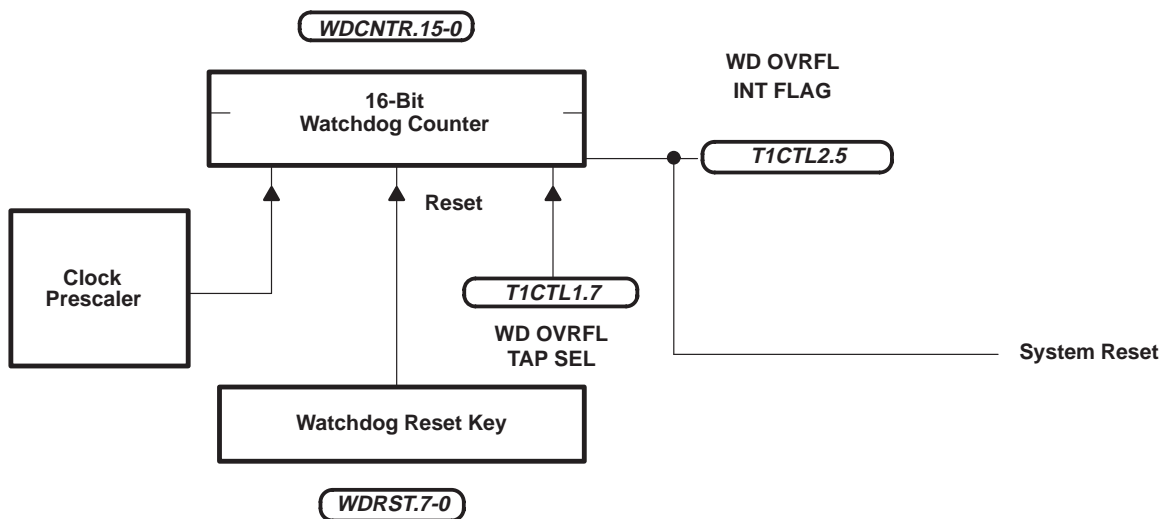 WDCNTR.15-0
WD OVRFL
INT FLAG
16-Bit
Watchdog Counter
T1CTL2.5
Reset
Clock
Prescaler
T1CTL1.7
WD OVRFL
TAP SEL
System Reset
Watchdog Reset Key
WDRST.7-0